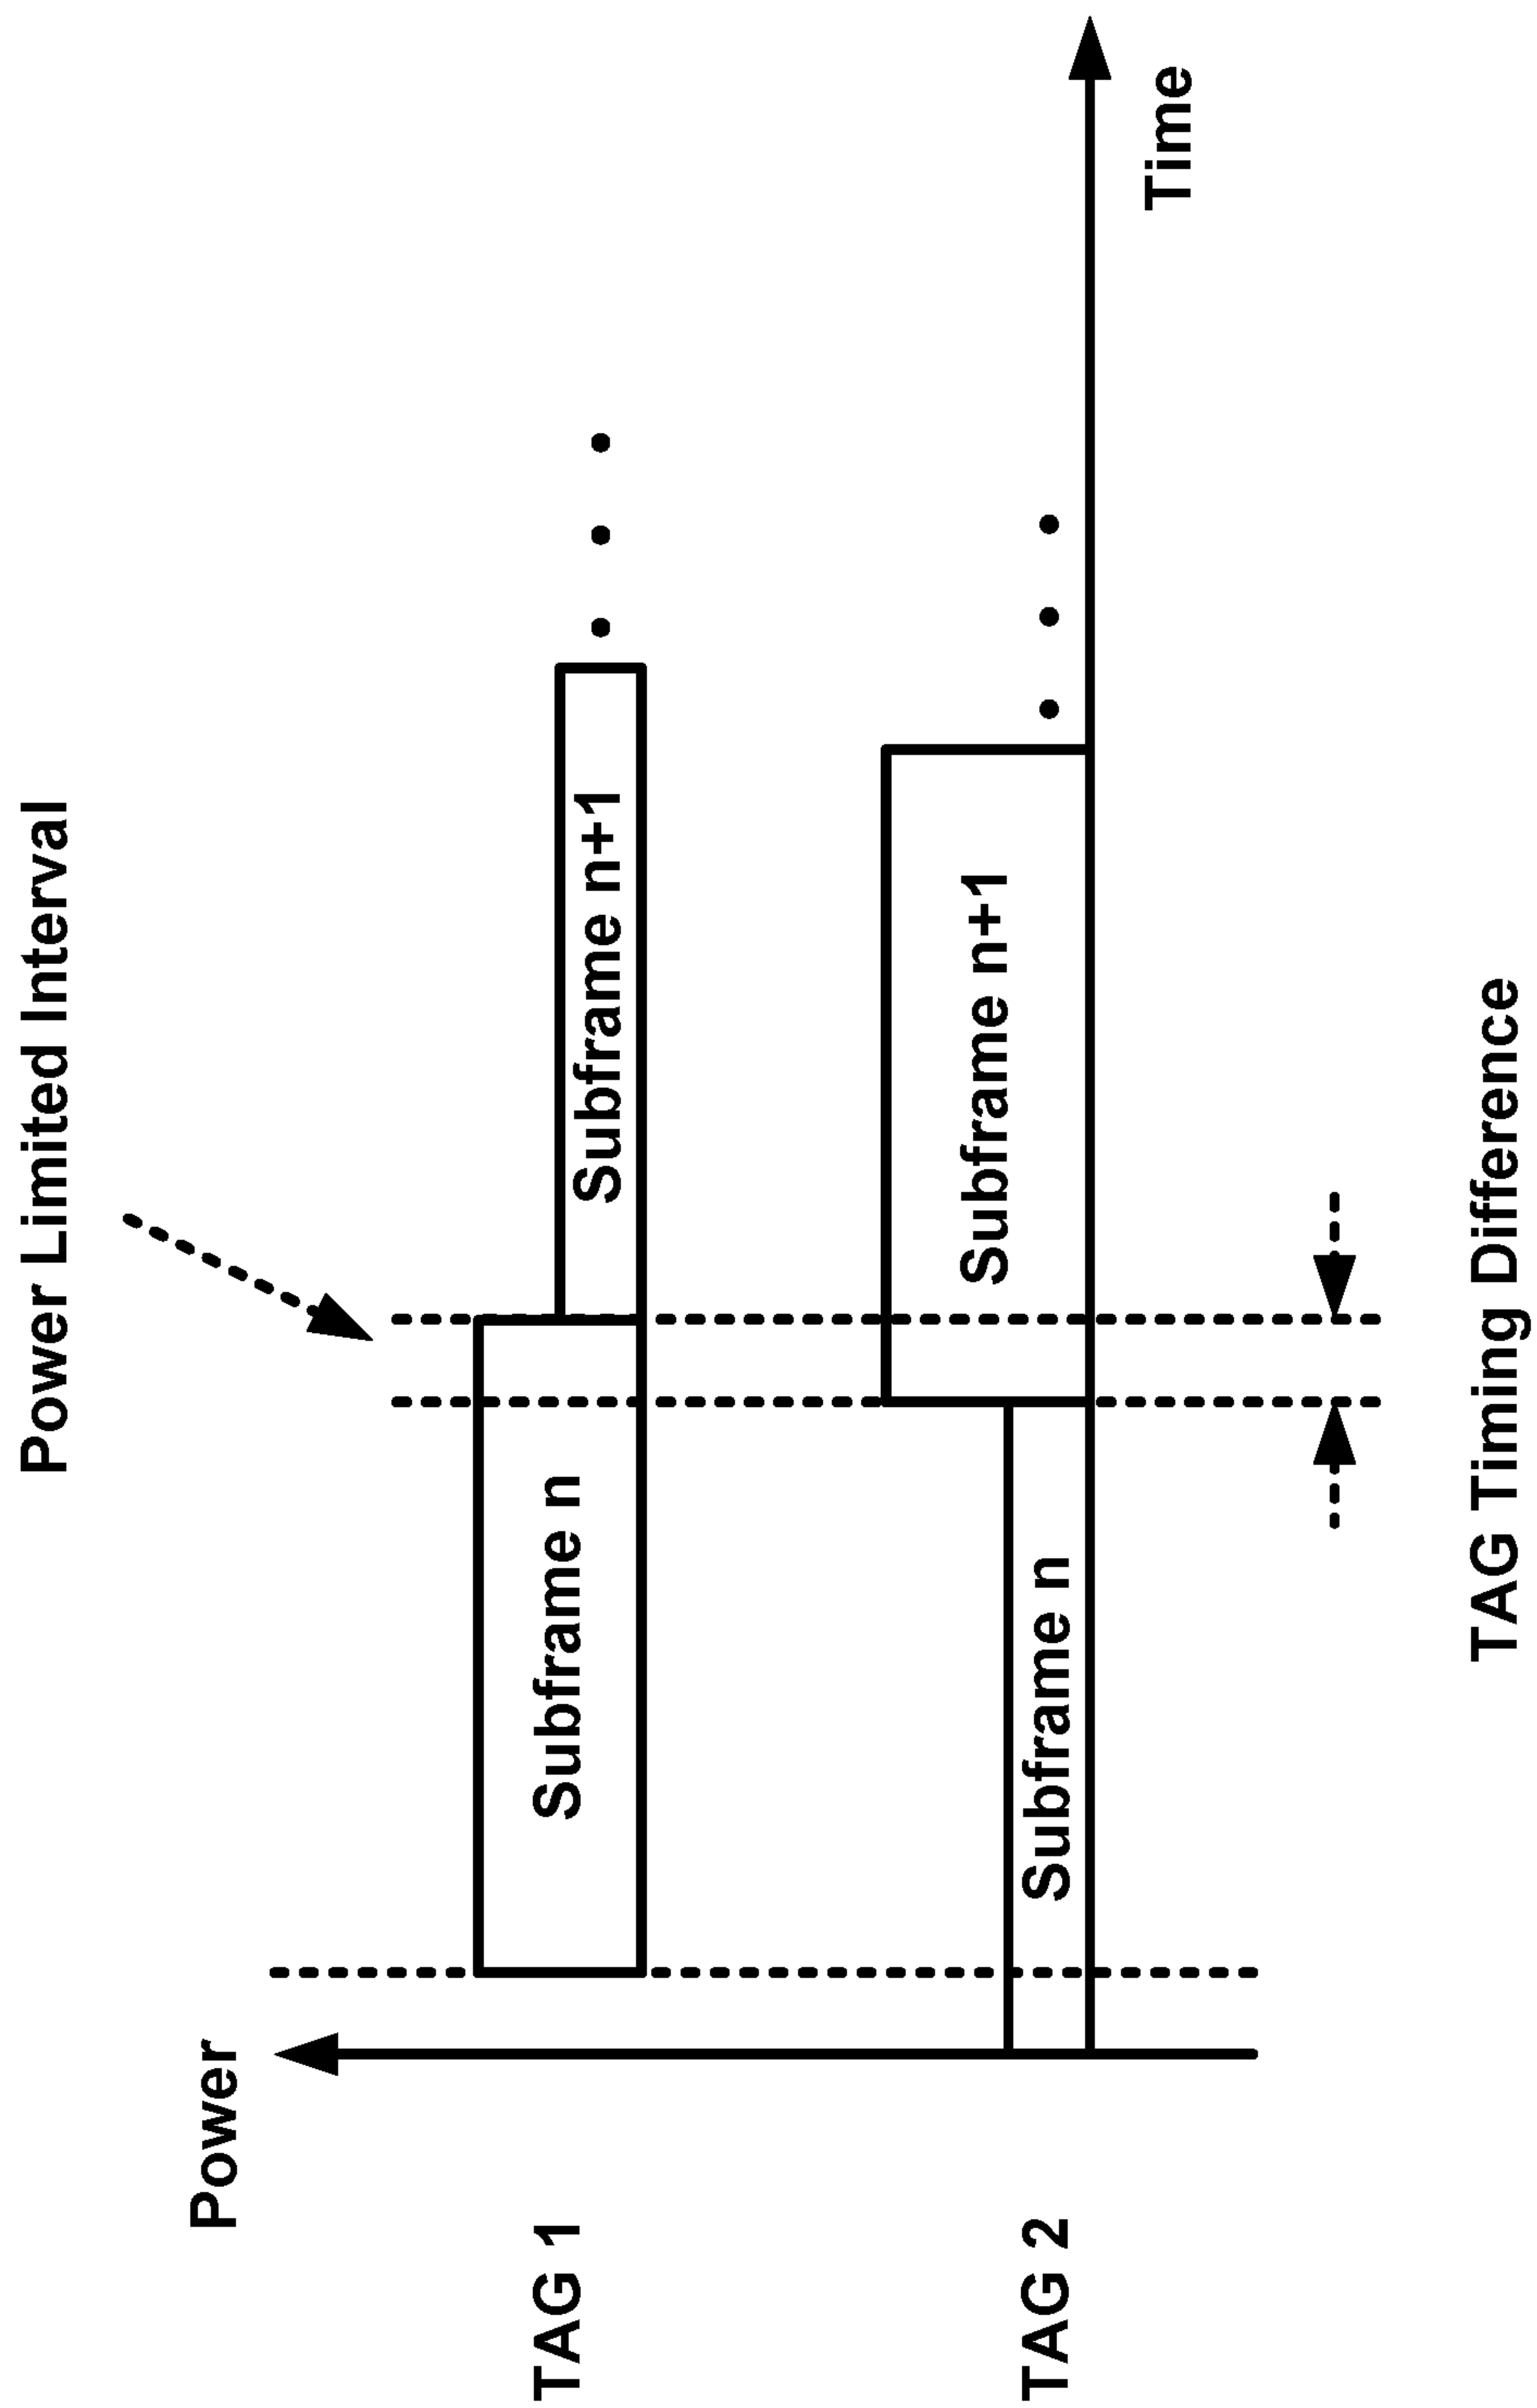 Power Limited Interval
Power
TAG 1
Subframe n
Subframe n+1
TAG 2
Subframe n
Subframe n+1
Time
TAG Timing Difference